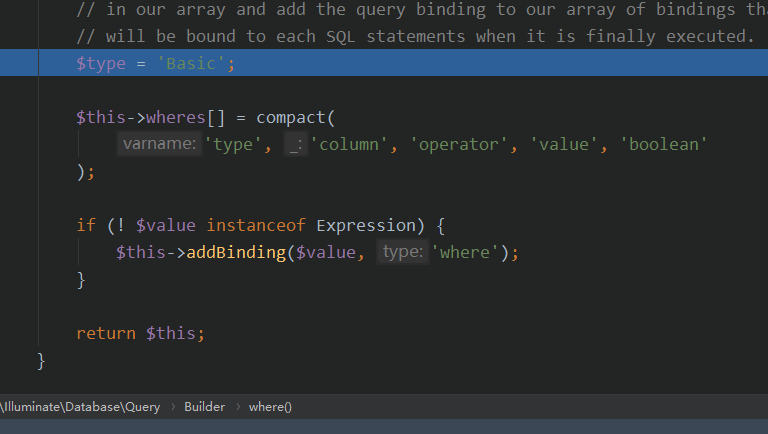 // in our array and add the query binding to our array of bindings
// will be bound to each SQL statements when it is finally executed.
$type = 'Basic';
$this->wheres[] = compact(
varname: 'type', _: 'column', 'operator', 'value', 'boolean'
);
if (! $value instanceof Expression) {
$this->addBinding($value, type: 'where');
}
return $this;
}
\Illuminate\Database\Query › Builder › where()